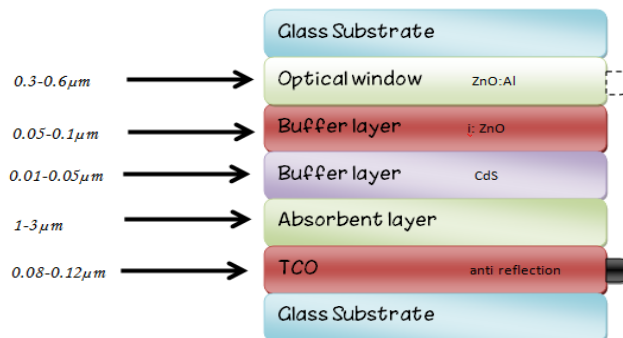 Glass Substrate
0.3-0.6μm Optical window ZnO:Al
0.05-0.1μm Buffer layer i: ZnO
0.01-0.05μm Buffer layer CdS
1-3μm Absorbent layer
0.08-0.12μm TCO anti reflection
Glass Substrate